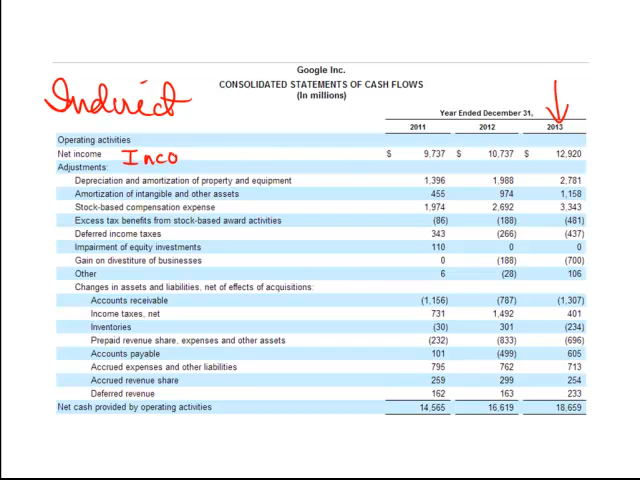 Google Inc.
CONSOLIDATED STATEMENTS OF CASH FLOWS
(In millions)
Indirect
Year Ended December 31,
2011 2012 2013
Operating activities
Net income Inco $ 9,737 $ 10,737 $ 12,920
Adjustments:
Depreciation and amortization of property and equipment 1,396 1,988 2,781
Amortization of intangible and other assets 455 974 1,158
Stock-based compensation expense 1,974 2,692 3,343
Excess tax benefits from stock-based award activities (86) (188) (481)
Deferred income taxes 343 (266) (437)
Impairment of equity investments 110 0 0
Gain on divestiture of businesses 0 (188) (700)
Other 6 (28) 106
Changes in assets and liabilities, net of effects of acquisitions:
Accounts receivable (1,156) (787) (1,307)
Income taxes, net 731 1,492 401
Inventories (30) 301 (234)
Prepaid revenue share, expenses and other assets (232) (833) (696)
Accounts payable 101 (499) 605
Accrued expenses and other liabilities 795 762 713
Accrued revenue share 259 299 254
Deferred revenue 162 163 233
Net cash provided by operating activities 14,565 16,619 18,659